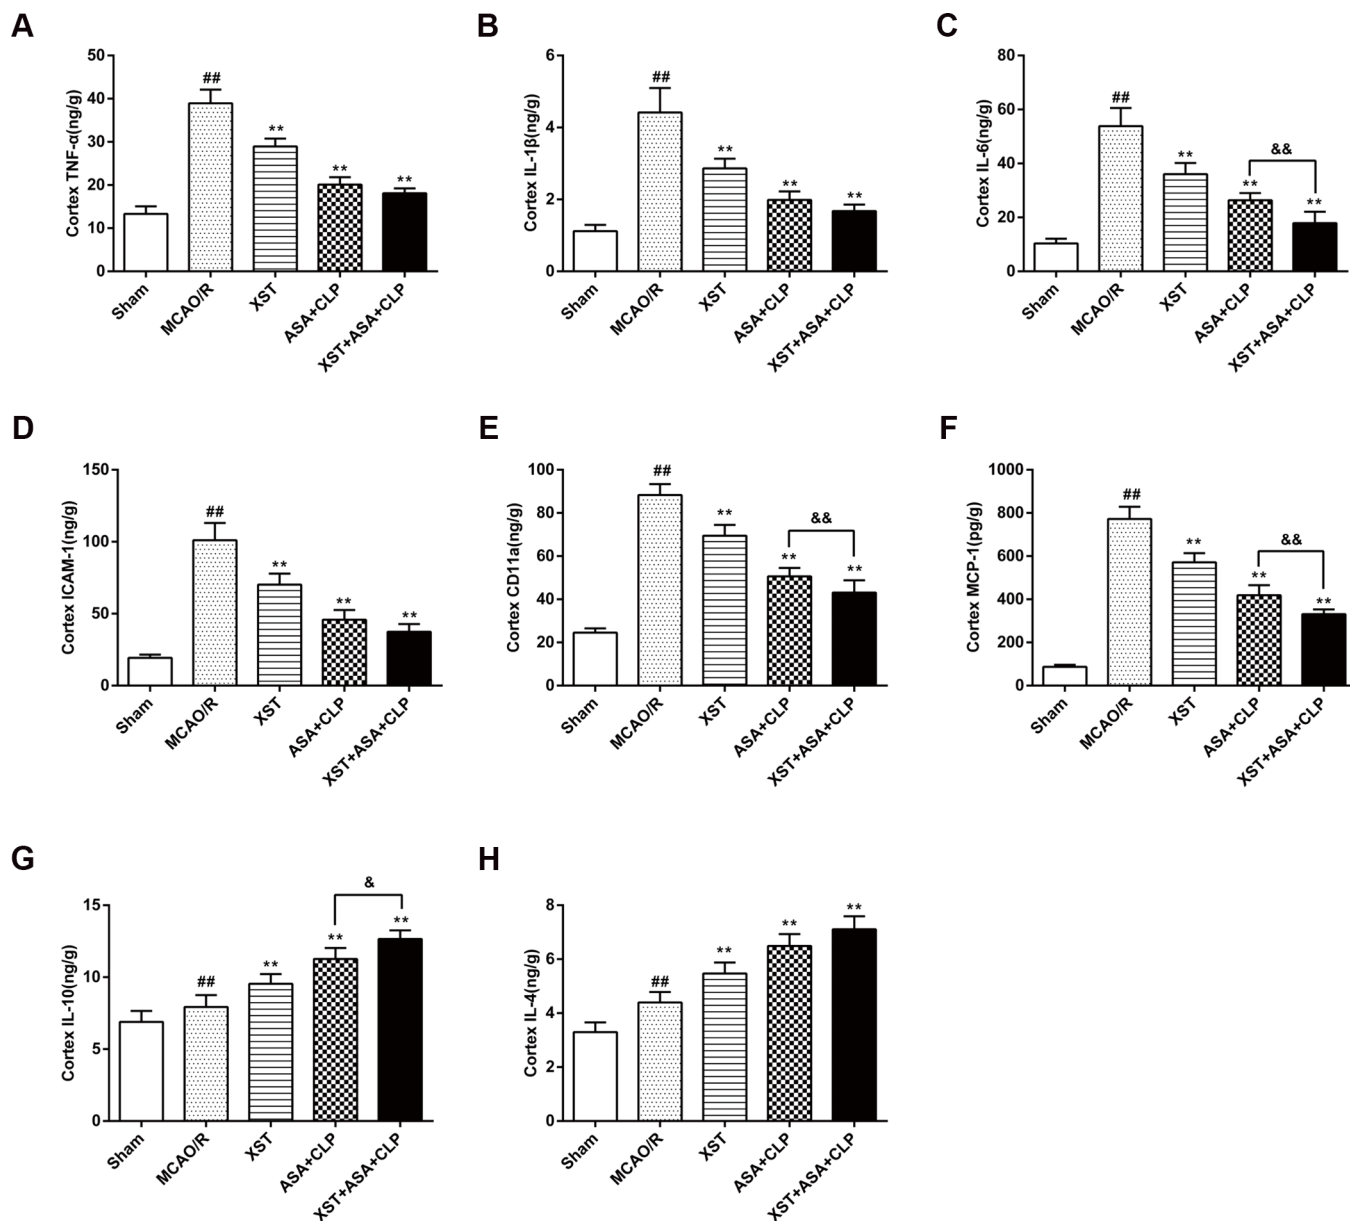 A
Cortex TNF-α(ng/g)
50
40
30
20
10
0
##
**
**
**
Sham
MCAO/R
XST
ASA+CLP
XST+ASA+CLP
B
Cortex IL-1β(ng/g)
6
4
2
0
##
**
**
**
Sham
MCAO/R
XST
ASA+CLP
XST+ASA+CLP
C
Cortex IL-6(ng/g)
80
60
40
20
0
##
**
**
&&
**
Sham
MCAO/R
XST
ASA+CLP
XST+ASA+CLP
D
Cortex ICAM-1(ng/g)
150
100
50
0
##
**
**
**
Sham
MCAO/R
XST
ASA+CLP
XST+ASA+CLP
E
Cortex CD11a(ng/g)
100
80
60
40
20
0
##
**
**
&&
**
Sham
MCAO/R
XST
ASA+CLP
XST+ASA+CLP
F
Cortex MCP-1(pg/g)
1000
800
600
400
200
0
##
**
**
&&
**
Sham
MCAO/R
XST
ASA+CLP
XST+ASA+CLP
G
Cortex IL-10(ng/g)
15
10
5
0
##
**
**
&
**
Sham
MCAO/R
XST
ASA+CLP
XST+ASA+CLP
H
Cortex IL-4(ng/g)
8
6
4
2
0
##
**
**
**
Sham
MCAO/R
XST
ASA+CLP
XST+ASA+CLP